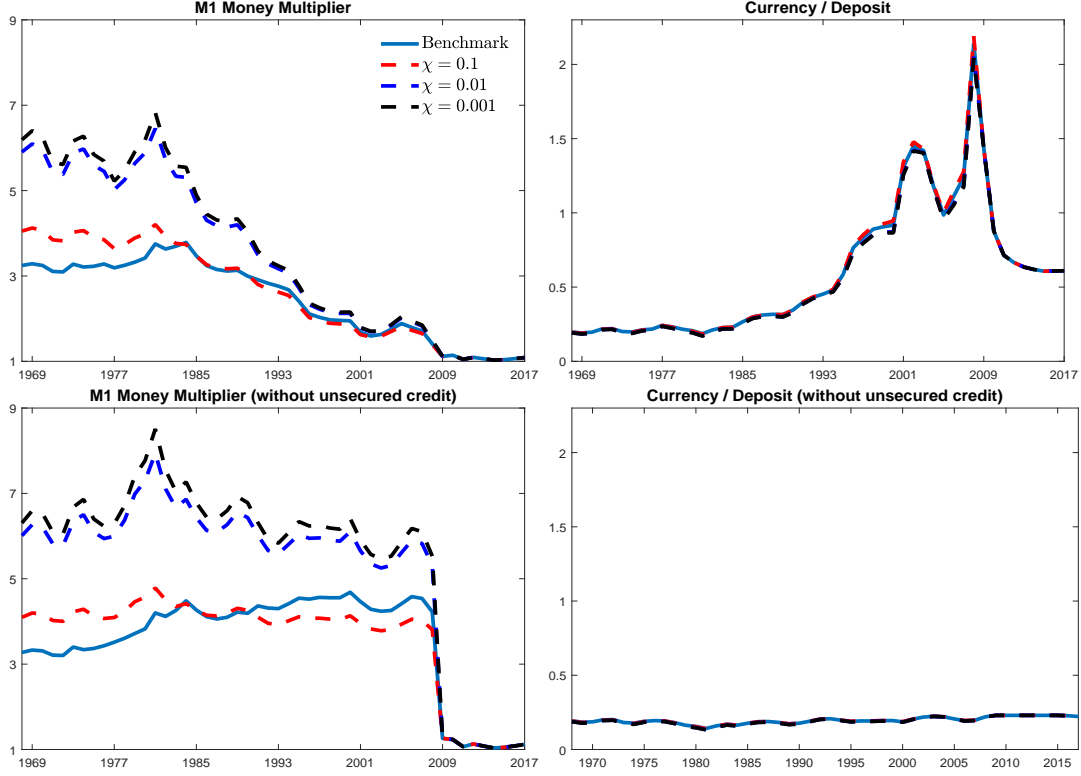 M1 Money Multiplier
9
7
5
3
1
1969 1977 1985 1993 2001 2009 2017
Benchmark
χ = 0.1
χ = 0.01
χ = 0.001
Currency / Deposit
2
1.5
1
0.5
0
1969 1977 1985 1993 2001 2009 2017
M1 Money Multiplier (without unsecured credit)
9
7
5
3
1
1969 1977 1985 1993 2001 2009 2017
Currency / Deposit (without unsecured credit)
2
1.5
1
0.5
0
1970 1975 1980 1985 1990 1995 2000 2005 2010 2015